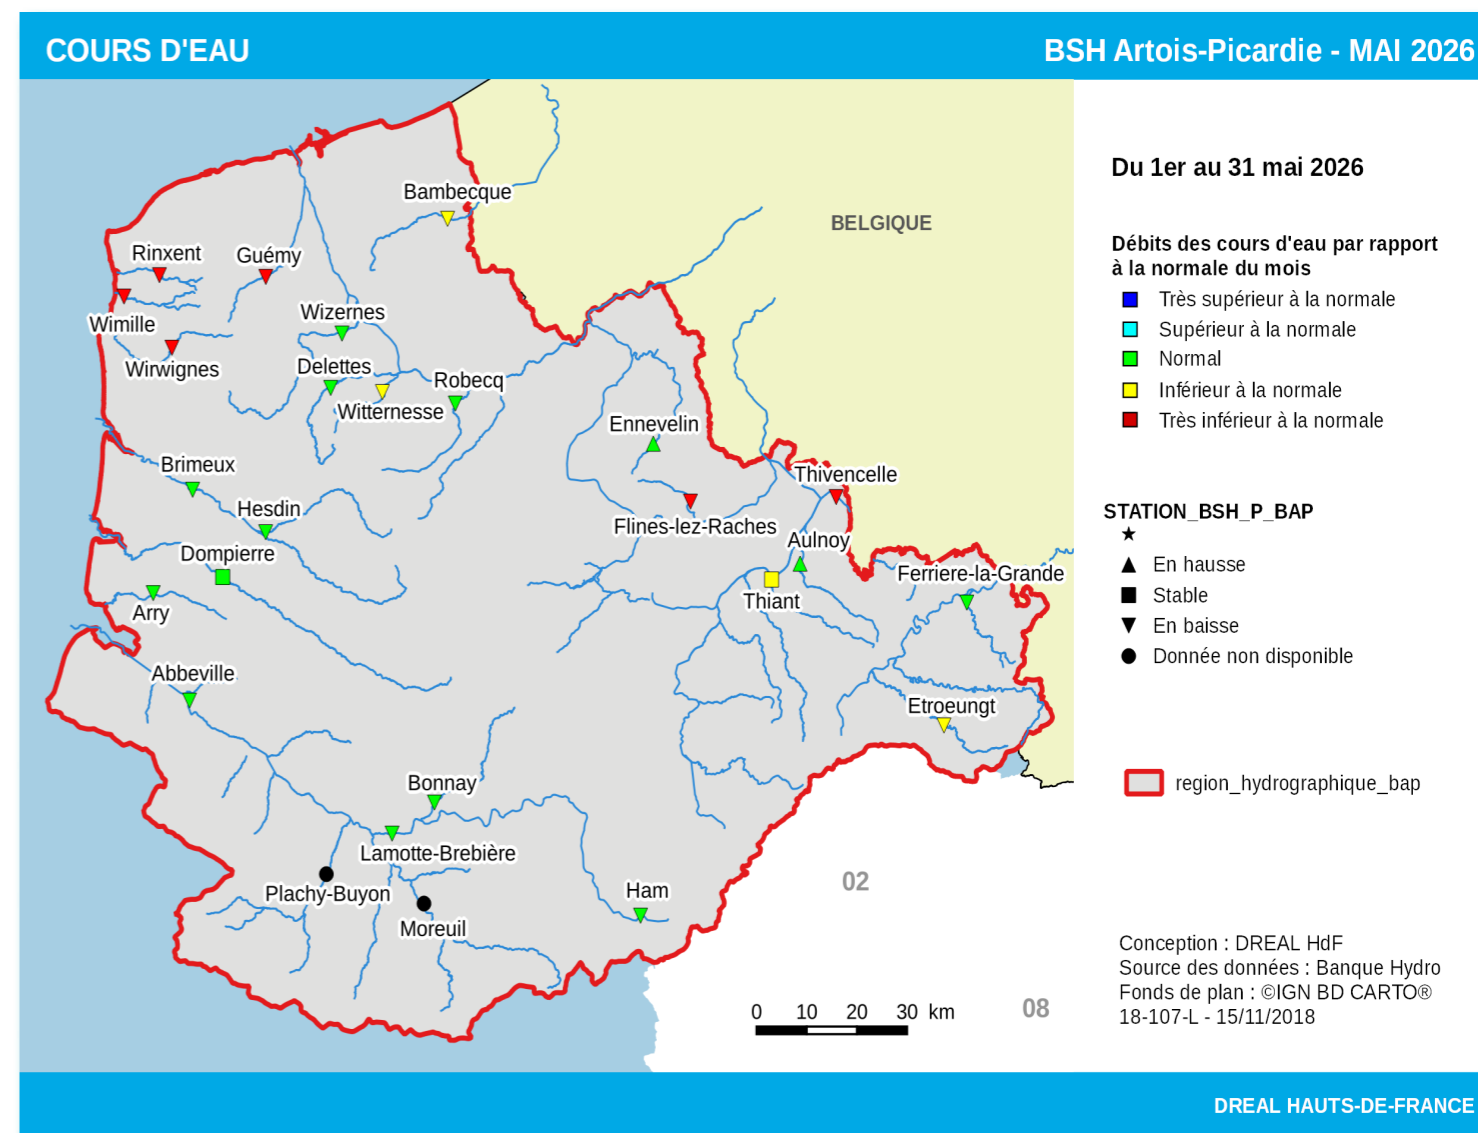 COURS D'EAU
BSH Artois-Picardie - MAI 2026
Du 1er au 31 mai 2026
Débits des cours d'eau par rapport
à la normale du mois
Très supérieur à la normale
Supérieur à la normale
Normal
Inférieur à la normale
Très inférieur à la normale
STATION_BSH_P_BAP
En hausse
Stable
En baisse
Donnée non disponible
region_hydrographique_bap
BELGIQUE
Bambecque
Rinxent
Guémy
Wimille
Wizernes
Wirwignes
Delettes
Robecq
Witternesse
Ennevelin
Brimeux
Thivencelle
Hesdin
Flines-lez-Raches
Aulnoy
Dompierre
Ferriere-la-Grande
Arry
Thiant
Abbeville
Etroeungt
Bonnay
Lamotte-Brebière
Plachy-Buyon
Ham
Moreuil
02
08
0 10 20 30 km
Conception : DREAL HdF
Source des données : Banque Hydro
Fonds de plan : ©IGN BD CARTO®
18-107-L - 15/11/2018
DREAL HAUTS-DE-FRANCE